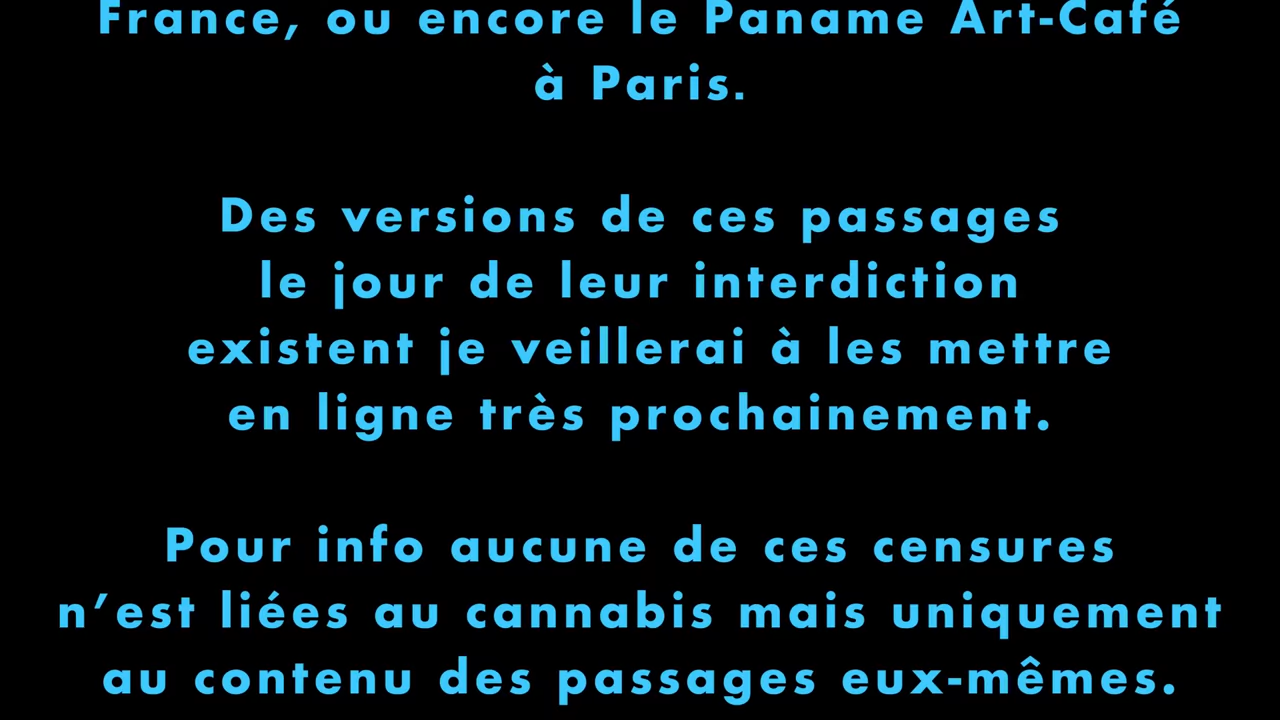 France, ou encore le Paname Art-Café
à Paris.
Des versions de ces passages
le jour de leur interdiction
existent je veillerai à les mettre
en ligne très prochainement.
Pour info aucune de ces censures
n’est liées au cannabis mais uniquement
au contenu des passages eux-mêmes.